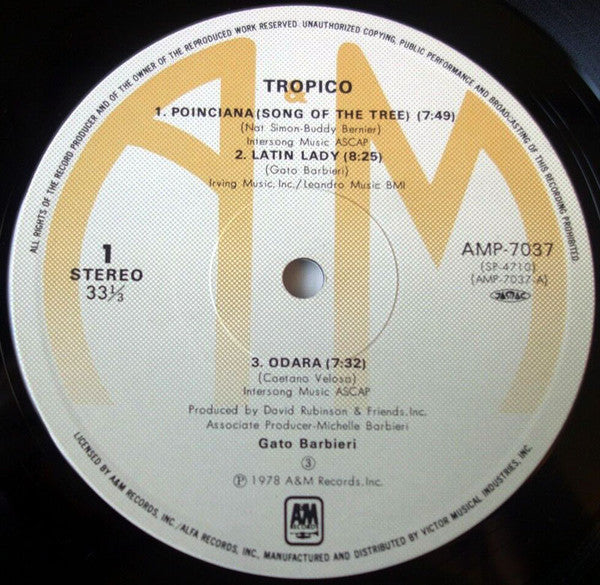 ALL RIGHTS OF THE RECORD PRODUCER AND OF THE OWNER OF THE REPRODUCED WORK RESERVED. UNAUTHORIZED COPYING, PUBLIC PERFORMANCE AND BROADCASTING OF THIS RECORDING PROHIBITED
TROPICO
1. POINCIANA (SONG OF THE TREE) (7:49)
(Nat Simon-Buddy Bernier)
Intersong Music ASCAP
2. LATIN LADY (8:25)
(Gato Barbieri)
Irving Music, Inc./Leandro Music BMI
1
STEREO
33⅓
AMP-7037
(SP-4710)
(AMP-7037-A)
3. ODARA (7:32)
(Caetano Veloso)
Intersong Music ASCAP
Produced by David Rubinson & Friends, Inc.
Associate Producer-Michelle Barbieri
Gato Barbieri
③
Ⓟ 1978 A&M Records, Inc.
A&M
RECORDS
LICENSED BY A&M RECORDS, INC./ALFA RECORDS, INC. MANUFACTURED AND DISTRIBUTED BY VICTOR MUSICAL INDUSTRIES, INC.